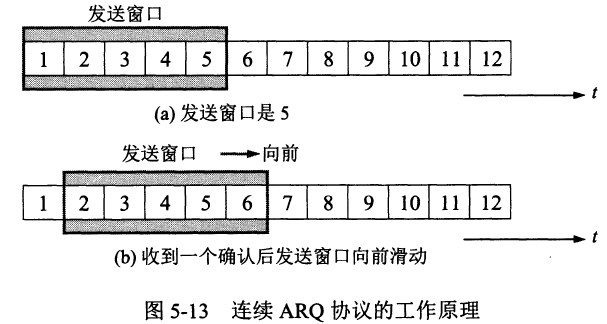 发送窗口
1 2 3 4 5 6 7 8 9 10 11 12
t
(a) 发送窗口是 5
发送窗口 向前
1 2 3 4 5 6 7 8 9 10 11 12
t
(b) 收到一个确认后发送窗口向前滑动
图 5-13 连续 ARQ 协议的工作原理